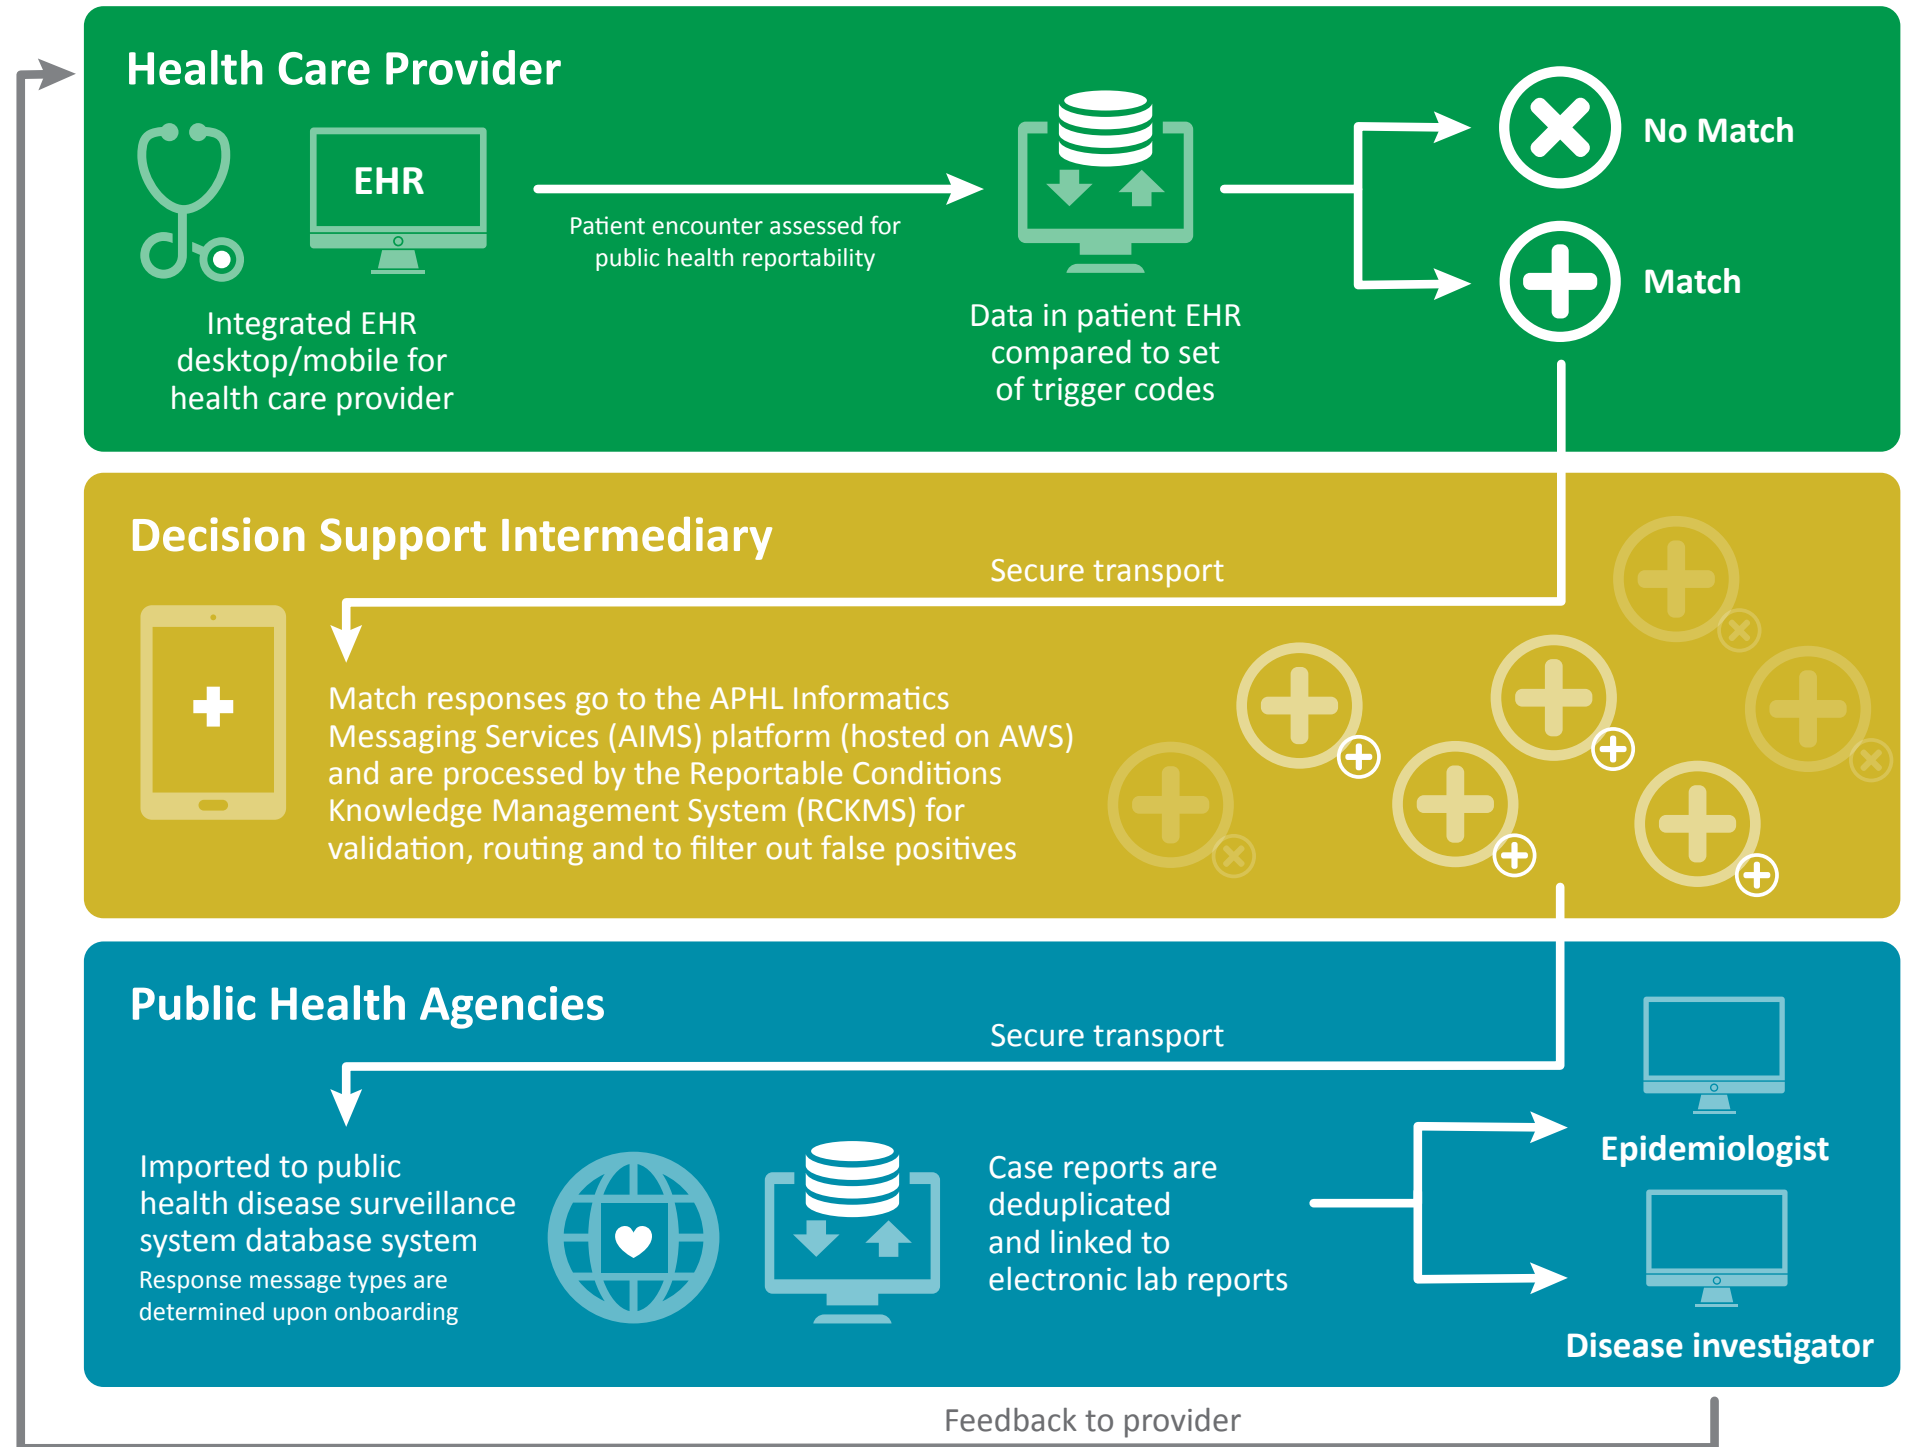 Health Care Provider
EHR
Integrated EHR
desktop/mobile for
health care provider
Patient encounter assessed for
public health reportability
Data in patient EHR
compared to set
of trigger codes
No Match
Match
Decision Support Intermediary
Secure transport
Match responses go to the APHL Informatics
Messaging Services (AIMS) platform (hosted on AWS)
and are processed by the Reportable Conditions
Knowledge Management System (RCKMS) for
validation, routing and to filter out false positives
Public Health Agencies
Secure transport
Imported to public
health disease surveillance
system database system
Response message types are
determined upon onboarding
Case reports are
deduplicated
and linked to
electronic lab reports
Epidemiologist
Disease investigator
Feedback to provider